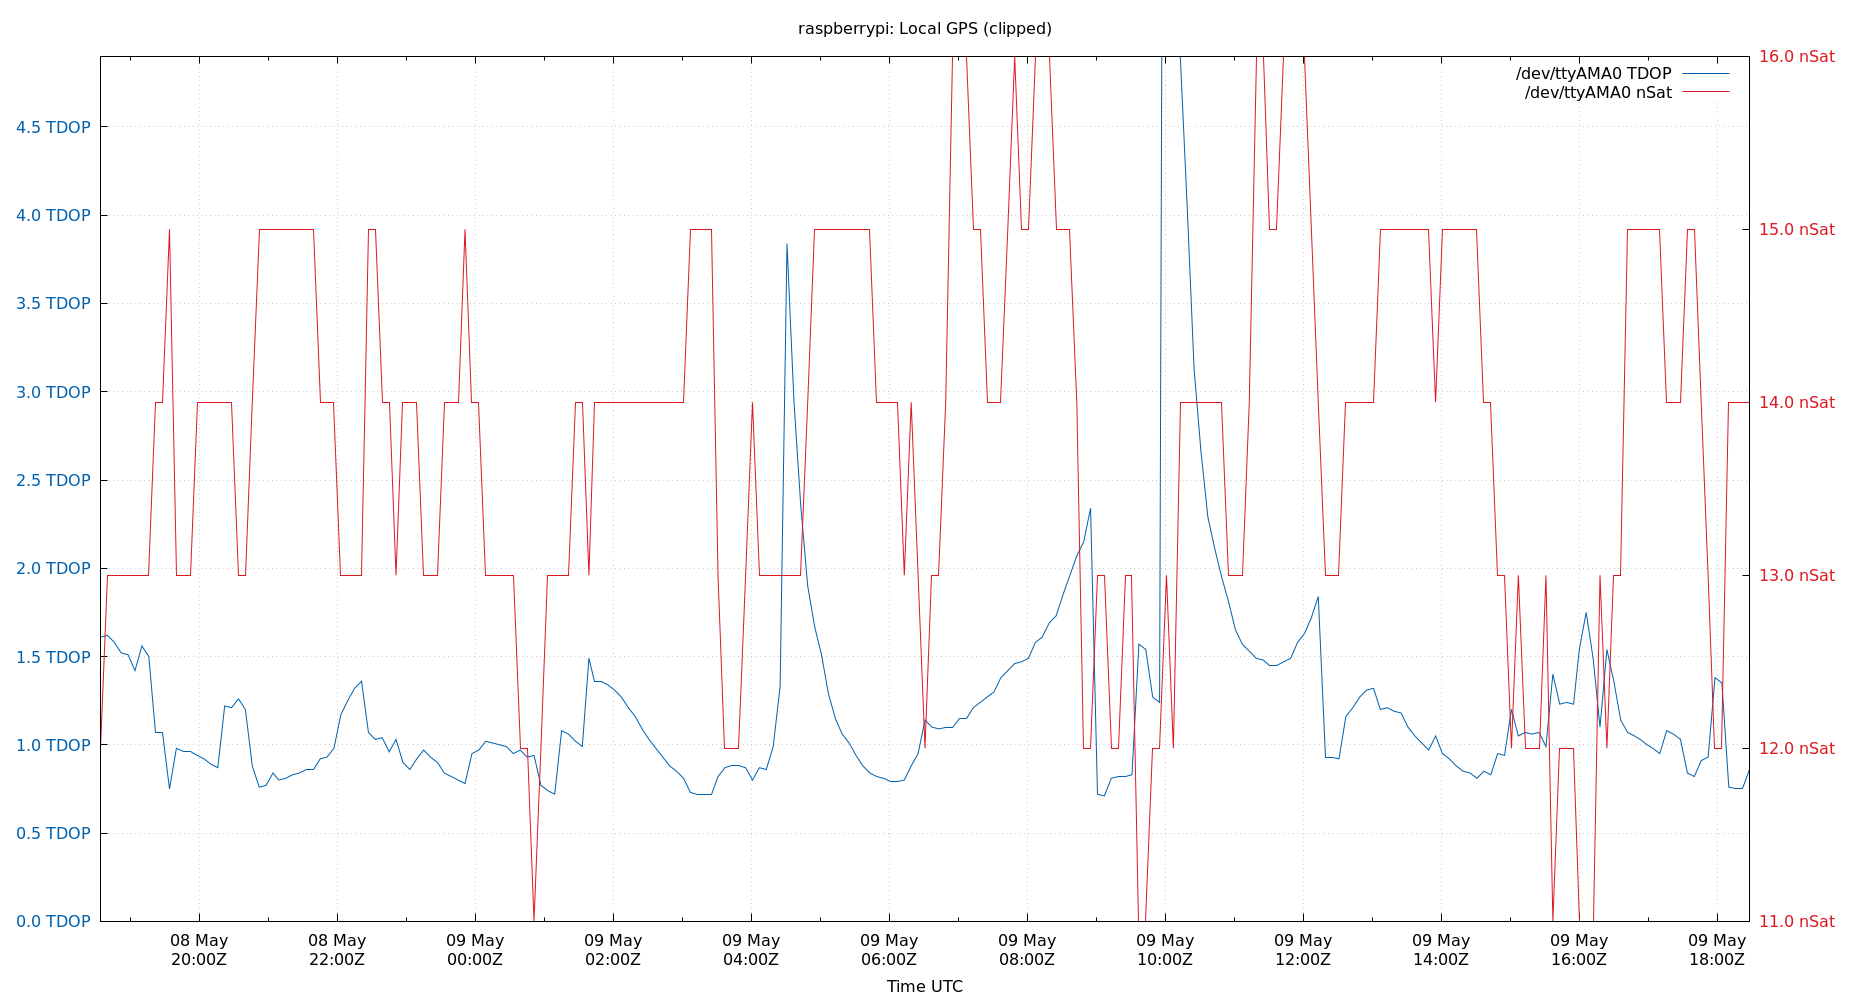 raspberrypi: Local GPS (clipped)
16.0 nSat
/dev/ttyAMA0 TDOP
/dev/ttyAMA0 nSat
4.5 TDOP
4.0 TDOP
15.0 nSat
3.5 TDOP
3.0 TDOP
14.0 nSat
2.5 TDOP
2.0 TDOP
13.0 nSat
1.5 TDOP
1.0 TDOP
12.0 nSat
0.5 TDOP
0.0 TDOP
11.0 nSat
08 May 08 May 09 May 09 May 09 May 09 May 09 May 09 May 09 May 09 May 09 May 09 May
20:00Z 22:00Z 00:00Z 02:00Z 04:00Z 06:00Z 08:00Z 10:00Z 12:00Z 14:00Z 16:00Z 18:00Z
Time UTC